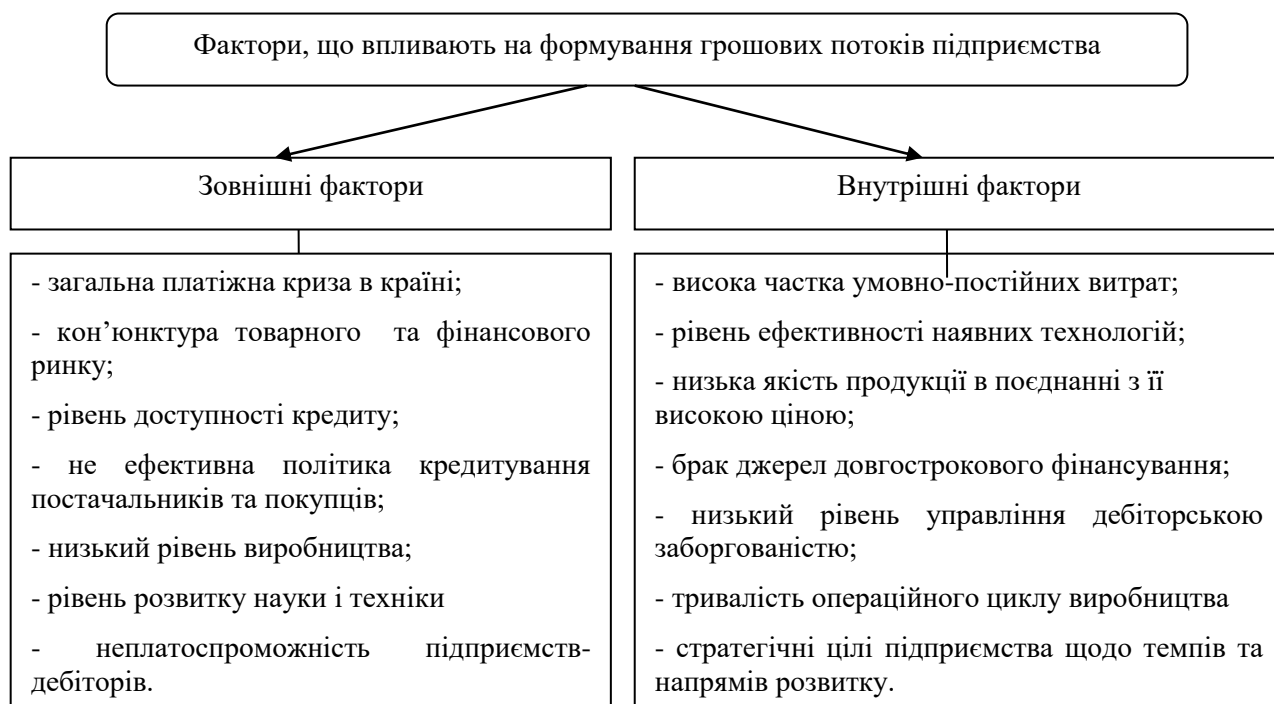 Фактори, що впливають на формування грошових потоків підприємства
Зовнішні фактори
- загальна платіжна криза в країні;
- кон’юнктура товарного та фінансового
ринку;
- рівень доступності кредиту;
- не ефективна політика кредитування
постачальників та покупців;
- низький рівень виробництва;
- рівень розвитку науки і техніки
- неплатоспроможність підприємств-
дебіторів.
Внутрішні фактори
- висока частка умовно-постійних витрат;
- рівень ефективності наявних технологій;
- низька якість продукції в поєднанні з її
високою ціною;
- брак джерел довгострокового фінансування;
- низький рівень управління дебіторською
заборгованістю;
- тривалість операційного циклу виробництва
- стратегічні цілі підприємства щодо темпів та
напрямів розвитку.